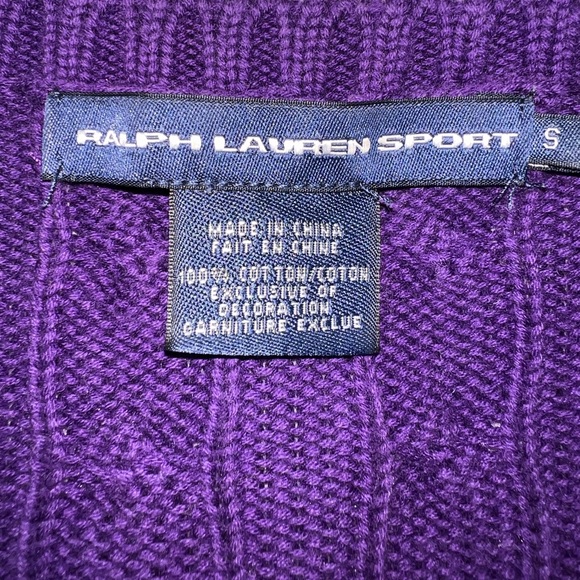 RALPH LAUREN SPORT
S
MADE IN CHINA
FAIT EN CHINE
100% COTTON/COTON
EXCLUSIVE OF
DECORATION
GARNITURE EXCLUE